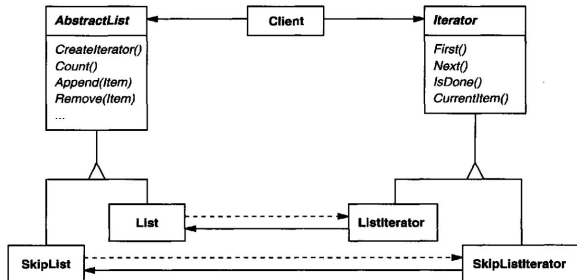 AbstractList
CreateIterator()
Count()
Append(Item)
Remove(Item)
...
Client
Iterator
First()
Next()
IsDone()
CurrentItem()
List
ListIterator
SkipList
SkipListIterator